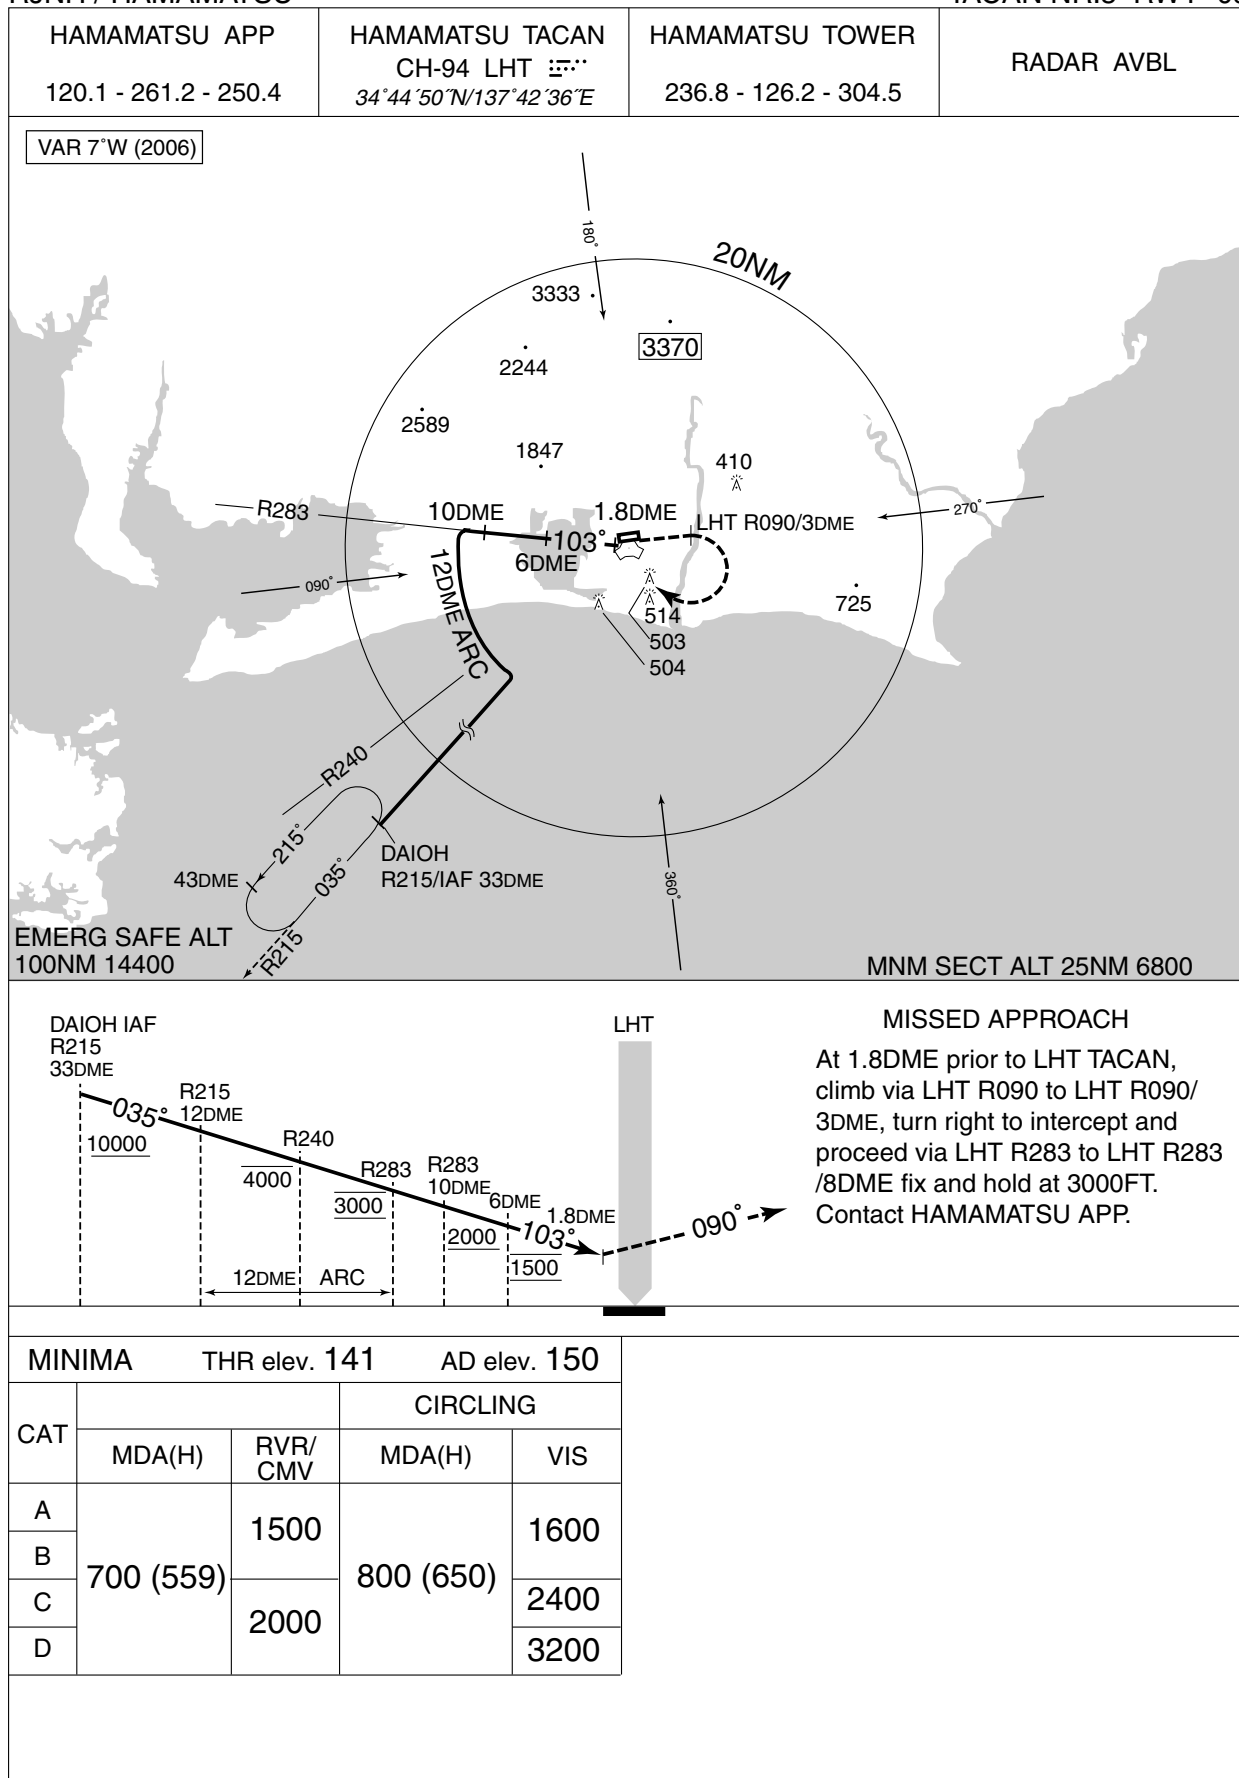 HAMAMATSU APP
120.1 - 261.2 - 250.4
HAMAMATSU TACAN
CH-94 LHT
34°44´50˝N/137°42´36˝E
HAMAMATSU TOWER
236.8 - 126.2 - 304.5
RADAR AVBL
VAR 7°W (2006)
180°
20NM
3333
3370
2244
2589
1847
410
R283
10DME
1.8DME
LHT R090/3DME
270°
103°
6DME
090°
12DME ARC
725
514
503
504
R240
215°
035°
43DME
DAIOH
R215/IAF 33DME
360°
R215
EMERG SAFE ALT
100NM 14400
MNM SECT ALT 25NM 6800
DAIOH IAF
R215
33DME
035°
10000
R215
12DME
R240
4000
R283
3000
R283
10DME
2000
6DME
103°
1500
1.8DME
12DME ARC
LHT
090°
MISSED APPROACH
At 1.8DME prior to LHT TACAN,
climb via LHT R090 to LHT R090/
3DME, turn right to intercept and
proceed via LHT R283 to LHT R283
/8DME fix and hold at 3000FT.
Contact HAMAMATSU APP.
MINIMA THR elev. 141 AD elev. 150
CAT
CIRCLING
MDA(H)
RVR/
CMV
MDA(H)
VIS
A
B
C
D
700 (559)
1500
2000
800 (650)
1600
2400
3200